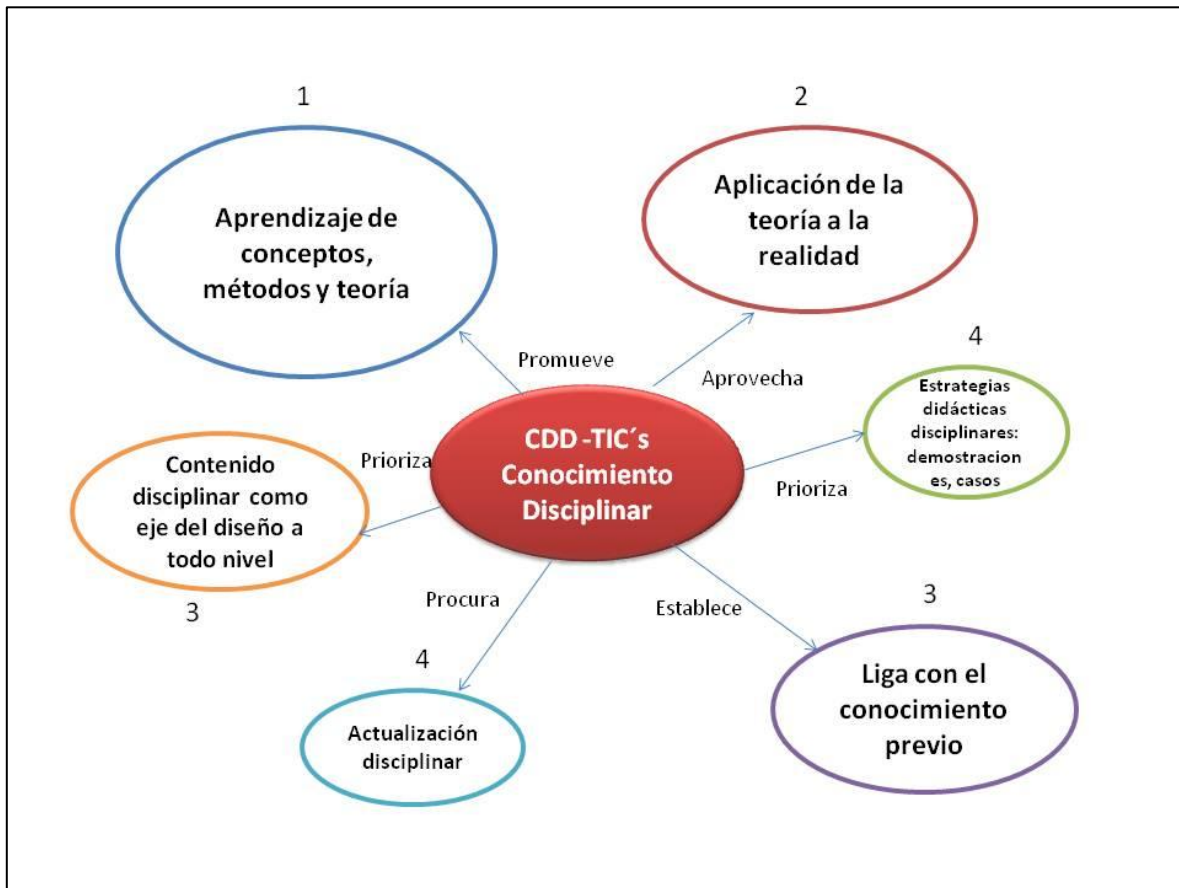 1
Aprendizaje de
conceptos,
métodos y teoría
2
Aplicación de la
teoría a la
realidad
Promueve
Aprovecha
4
Estrategias
didácticas
disciplinares:
demostracion
es, casos
CDD -TIC´s
Conocimiento
Disciplinar
Prioriza
Prioriza
Contenido
disciplinar como
eje del diseño a
todo nivel
3
Procura
Establece
4
Actualización
disciplinar
3
Liga con el
conocimiento
previo